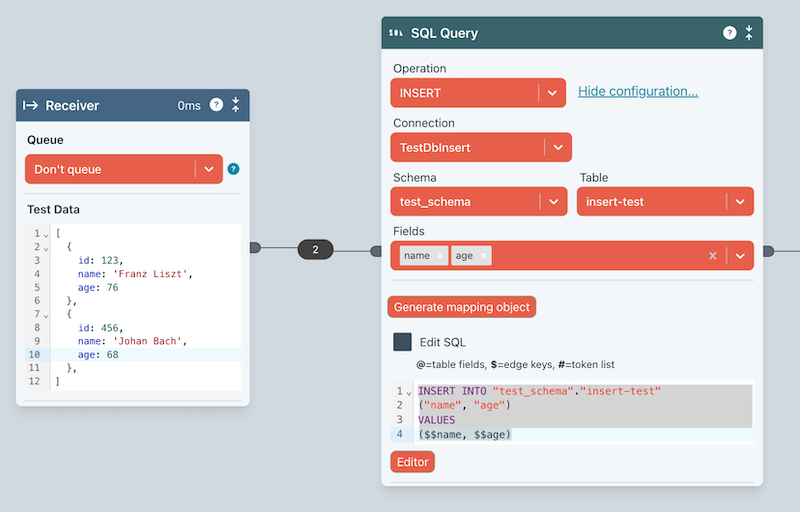 Receiver 0ms ?
Queue
Don't queue ?
Test Data
1 [
2 {
3 id: 123,
4 name: 'Franz Liszt',
5 age: 76
6 },
7 {
8 id: 456,
9 name: 'Johan Bach',
10 age: 68
11 },
12 ]
2
SQL SQL Query ?
Operation
INSERT Hide configuration...
Connection
TestDbInsert
Schema Table
test_schema insert-test
Fields
name × age × ×
Generate mapping object
Edit SQL
@=table fields, $=edge keys, #=token list
1 INSERT INTO "test_schema"."insert-test"
2 ("name", "age")
3 VALUES
4 ($$name, $$age)
Editor